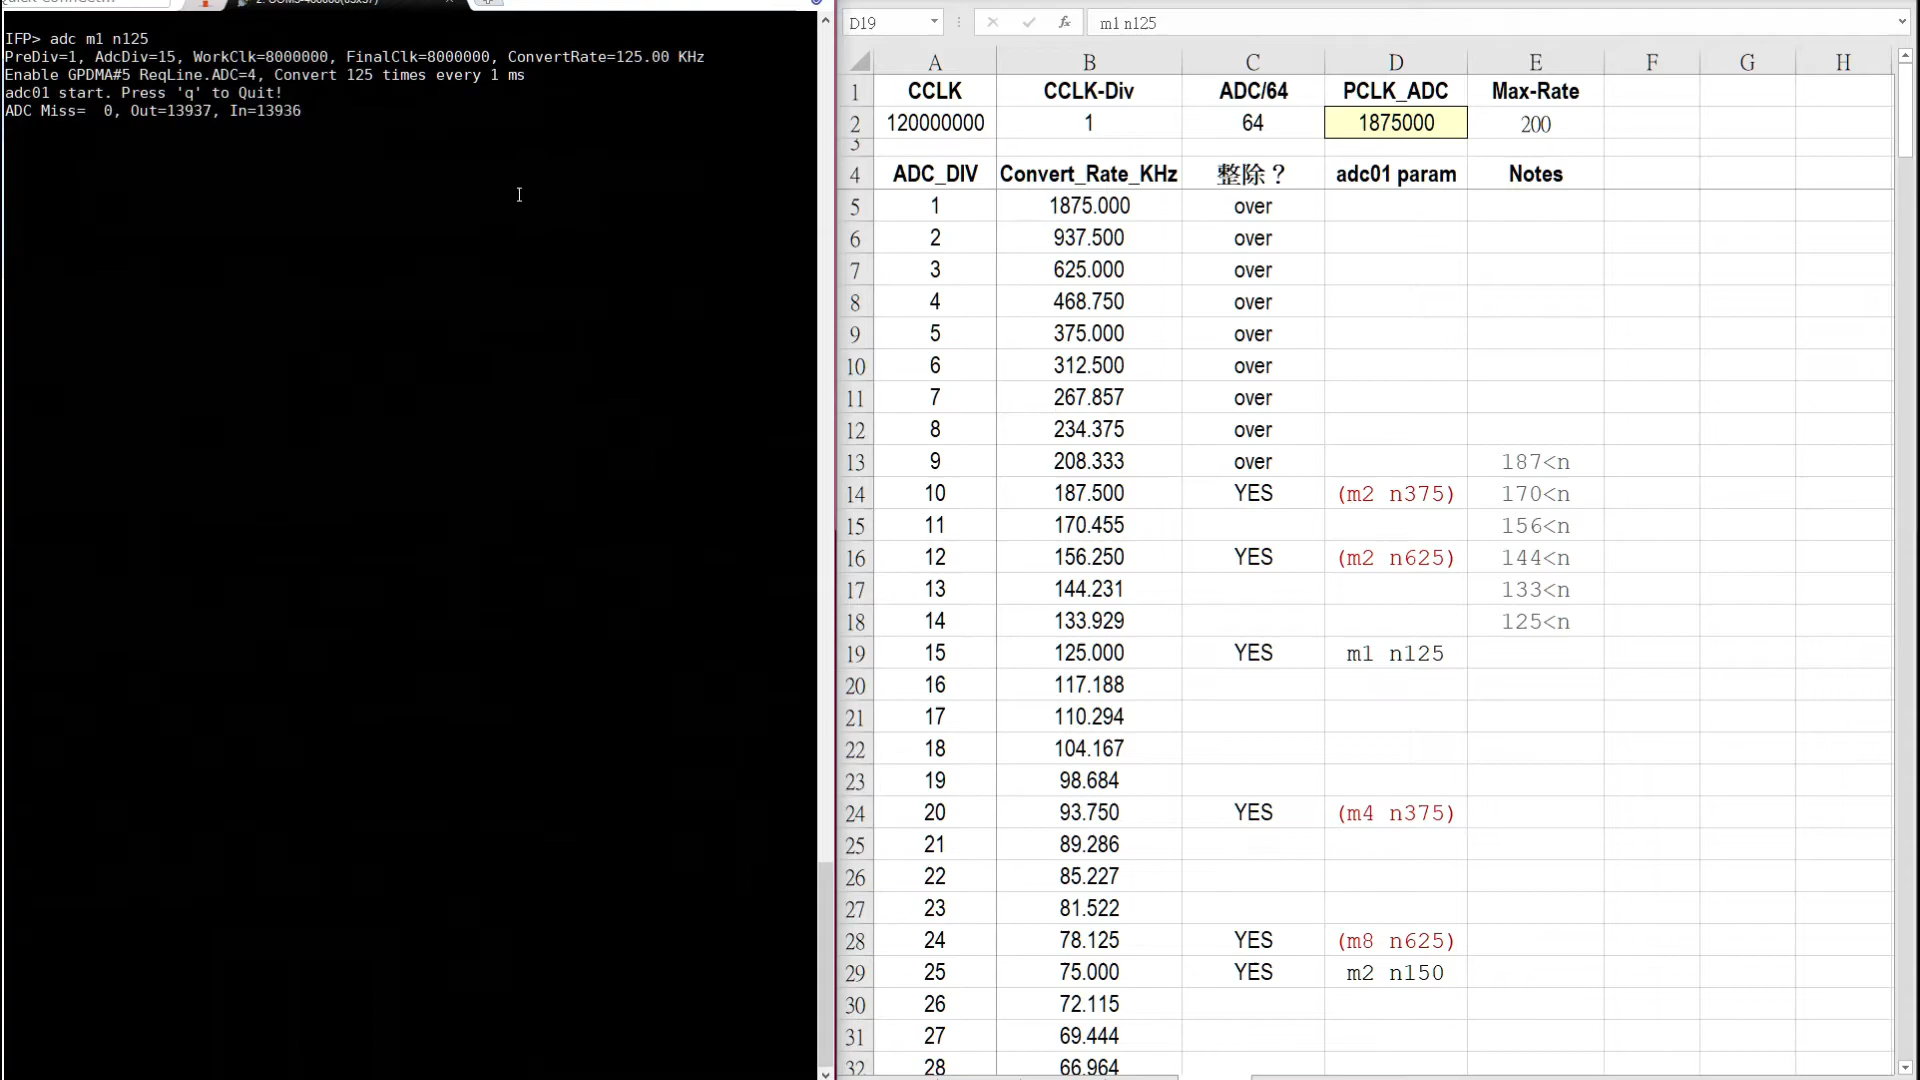 IFP> adc m1 n125
PreDiv=1, AdcDiv=15, WorkClk=8000000, FinalClk=8000000, ConvertRate=125.00 KHz
Enable GPDMA#5 ReqLine.ADC=4, Convert 125 times every 1 ms
adc01 start. Press 'q' to Quit!
ADC Miss=  0, Out=13937, In=13936
D19 fx m1 n125
A B C D E F G H
1 CCLK CCLK-Div ADC/64 PCLK_ADC Max-Rate
2 120000000 1 64 1875000 200
3
4 ADC_DIV Convert_Rate_KHz 整除？ adc01 param Notes
5 1 1875.000 over
6 2 937.500 over
7 3 625.000 over
8 4 468.750 over
9 5 375.000 over
10 6 312.500 over
11 7 267.857 over
12 8 234.375 over
13 9 208.333 over 187<n
14 10 187.500 YES (m2 n375) 170<n
15 11 170.455 156<n
16 12 156.250 YES (m2 n625) 144<n
17 13 144.231 133<n
18 14 133.929 125<n
19 15 125.000 YES m1 n125
20 16 117.188
21 17 110.294
22 18 104.167
23 19 98.684
24 20 93.750 YES (m4 n375)
25 21 89.286
26 22 85.227
27 23 81.522
28 24 78.125 YES (m8 n625)
29 25 75.000 YES m2 n150
30 26 72.115
31 27 69.444
32 28 66.964